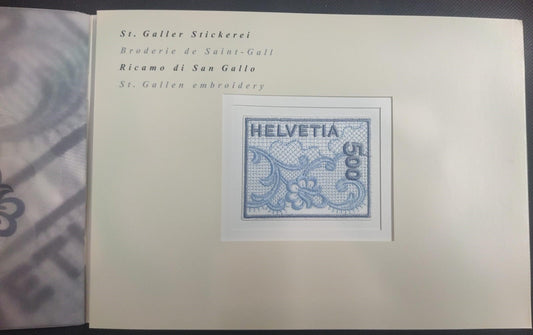 St. Galler Stickerei
Broderie de Saint-Gall
Ricamo di San Gallo
St. Gallen embroidery
HELVETIA
500